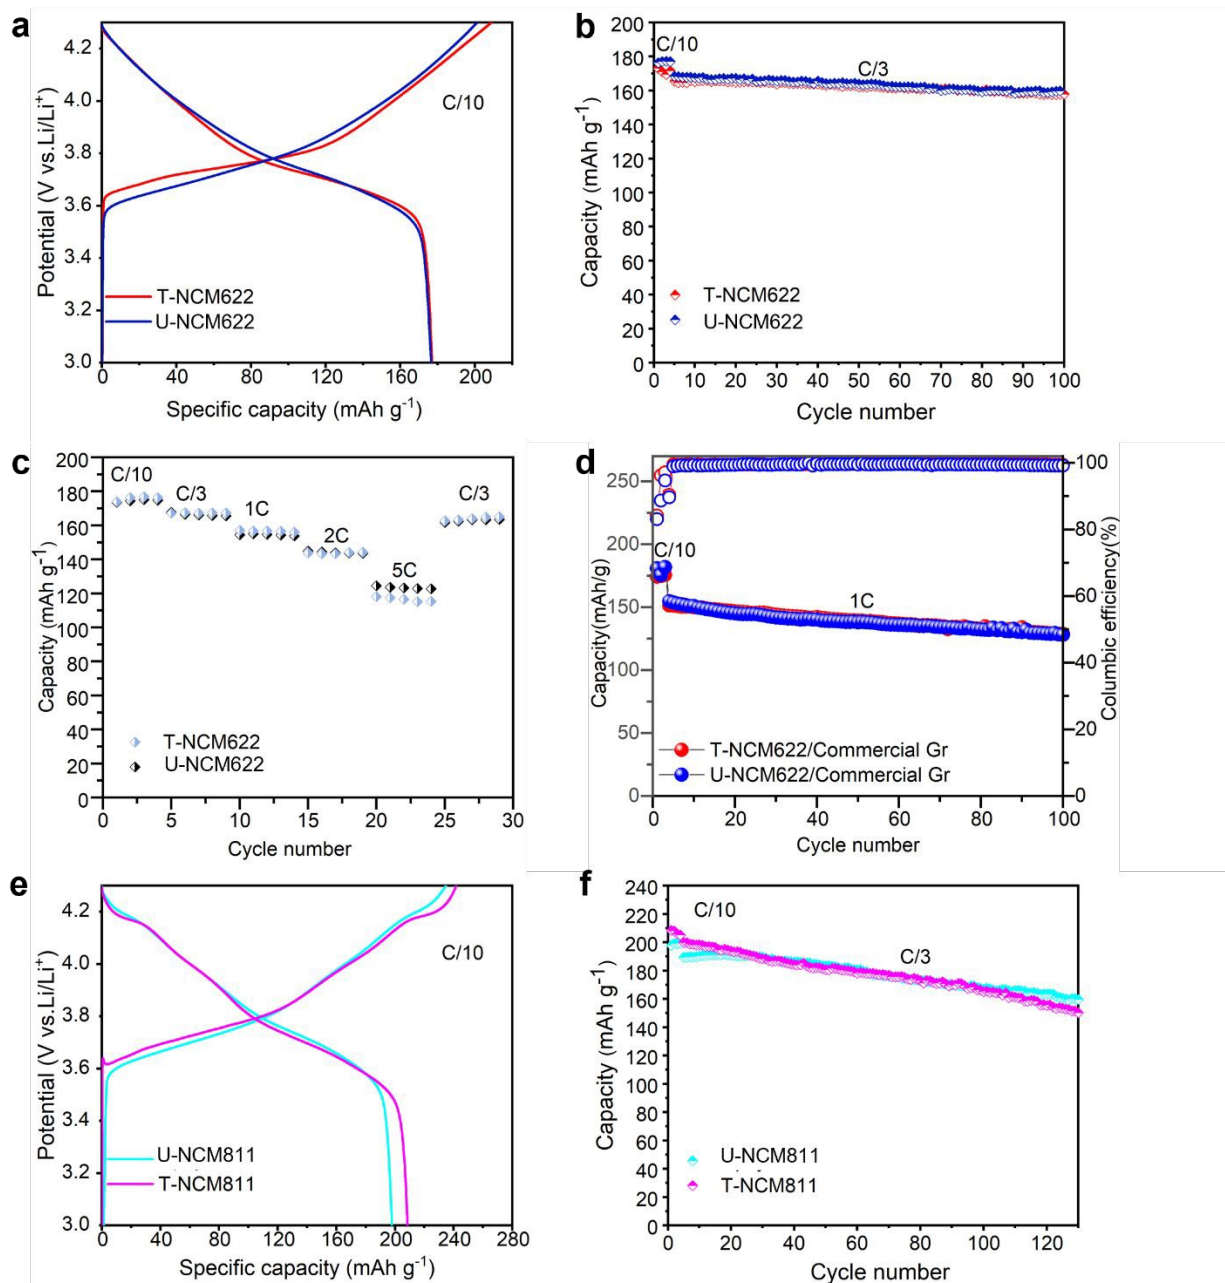 a
4.2
4.0
3.8
3.6
3.4
3.2
3.0
Potential (V vs.Li/Li⁺)
C/10
T-NCM622
U-NCM622
0 40 80 120 160 200
Specific capacity (mAh g⁻¹)
b
200
180
160
140
120
100
80
60
40
20
0
Capacity (mAh g⁻¹)
C/10
C/3
T-NCM622
U-NCM622
0 10 20 30 40 50 60 70 80 90 100
Cycle number
c
200
180
160
140
120
100
80
60
40
20
0
Capacity (mAh g⁻¹)
C/10
C/3
1C
2C
5C
C/3
T-NCM622
U-NCM622
0 5 10 15 20 25 30
Cycle number
d
250
225
200
175
150
125
100
75
50
25
0
Capacity(mAh/g)
C/10
1C
T-NCM622/Commercial Gr
U-NCM622/Commercial Gr
100
80
60
40
20
0
Columbic efficiency(%)
0 20 40 60 80 100
Cycle number
e
4.2
4.0
3.8
3.6
3.4
3.2
3.0
Potential (V vs.Li/Li⁺)
C/10
U-NCM811
T-NCM811
0 40 80 120 160 200 240 280
Specific capacity (mAh g⁻¹)
f
240
220
200
180
160
140
120
100
80
60
40
20
0
Capacity (mAh g⁻¹)
C/10
C/3
U-NCM811
T-NCM811
0 20 40 60 80 100 120
Cycle number